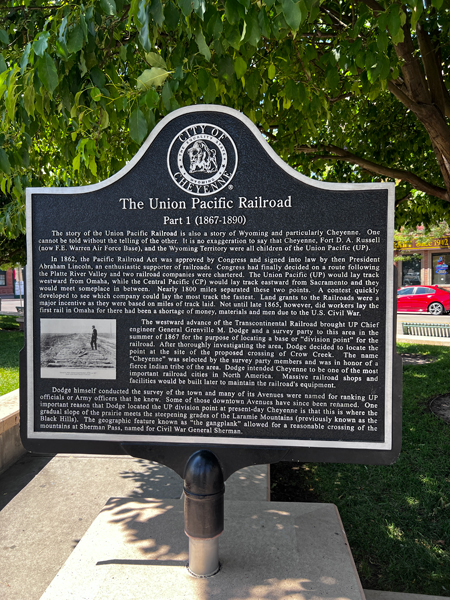 CITY OF
CHEYENNE
®
The Union Pacific Railroad
Part 1 (1867-1890)
The story of the Union Pacific Railroad is also a story of Wyoming and particularly Cheyenne. One
cannot be told without the telling of the other. It is no exaggeration to say that Cheyenne, Fort D. A. Russell
(now F.E. Warren Air Force Base), and the Wyoming Territory were all children of the Union Pacific (UP).
In 1862, the Pacific Railroad Act was approved by Congress and signed into law by then President
Abraham Lincoln, an enthusiastic supporter of railroads. Congress had finally decided on a route following
the Platte River Valley and two railroad companies were chartered. The Union Pacific (UP) would lay track
westward from Omaha, while the Central Pacific (CP) would lay track eastward from Sacramento and they
would meet someplace in between. Nearly 1800 miles separated these two points. A contest quickly
developed to see which company could lay the most track the fastest. Land grants to the Railroads were a
major incentive as they were based on miles of track laid. Not until late 1865, however, did workers lay the
first rail in Omaha for there had been a shortage of money, materials and men due to the U.S. Civil War.
The westward advance of the Transcontinental Railroad brought UP Chief
engineer General Grenville M. Dodge and a survey party to this area in the
summer of 1867 for the purpose of locating a base or "division point" for the
railroad. After thoroughly investigating the area, Dodge decided to locate the
point at the site of the proposed crossing of Crow Creek. The name
"Cheyenne" was selected by the survey party members and was in honor of a
fierce Indian tribe of the area. Dodge intended Cheyenne to be one of the most
important railroad cities in North America. Massive railroad shops and
facilities would be built later to maintain the railroad's equipment.
Dodge himself conducted the survey of the town and many of its Avenues were named for ranking UP
officials or Army officers that he knew. Some of those downtown Avenues have since been renamed. One
important reason that Dodge located the UP division point at present-day Cheyenne is that this is where the
gradual slope of the prairie meets the steepening grades of the Laramie Mountains (previously known as the
Black Hills). The geographic feature known as "the gangplank" allowed for a reasonable crossing of the
mountains at Sherman Pass, named for Civil War General Sherman.